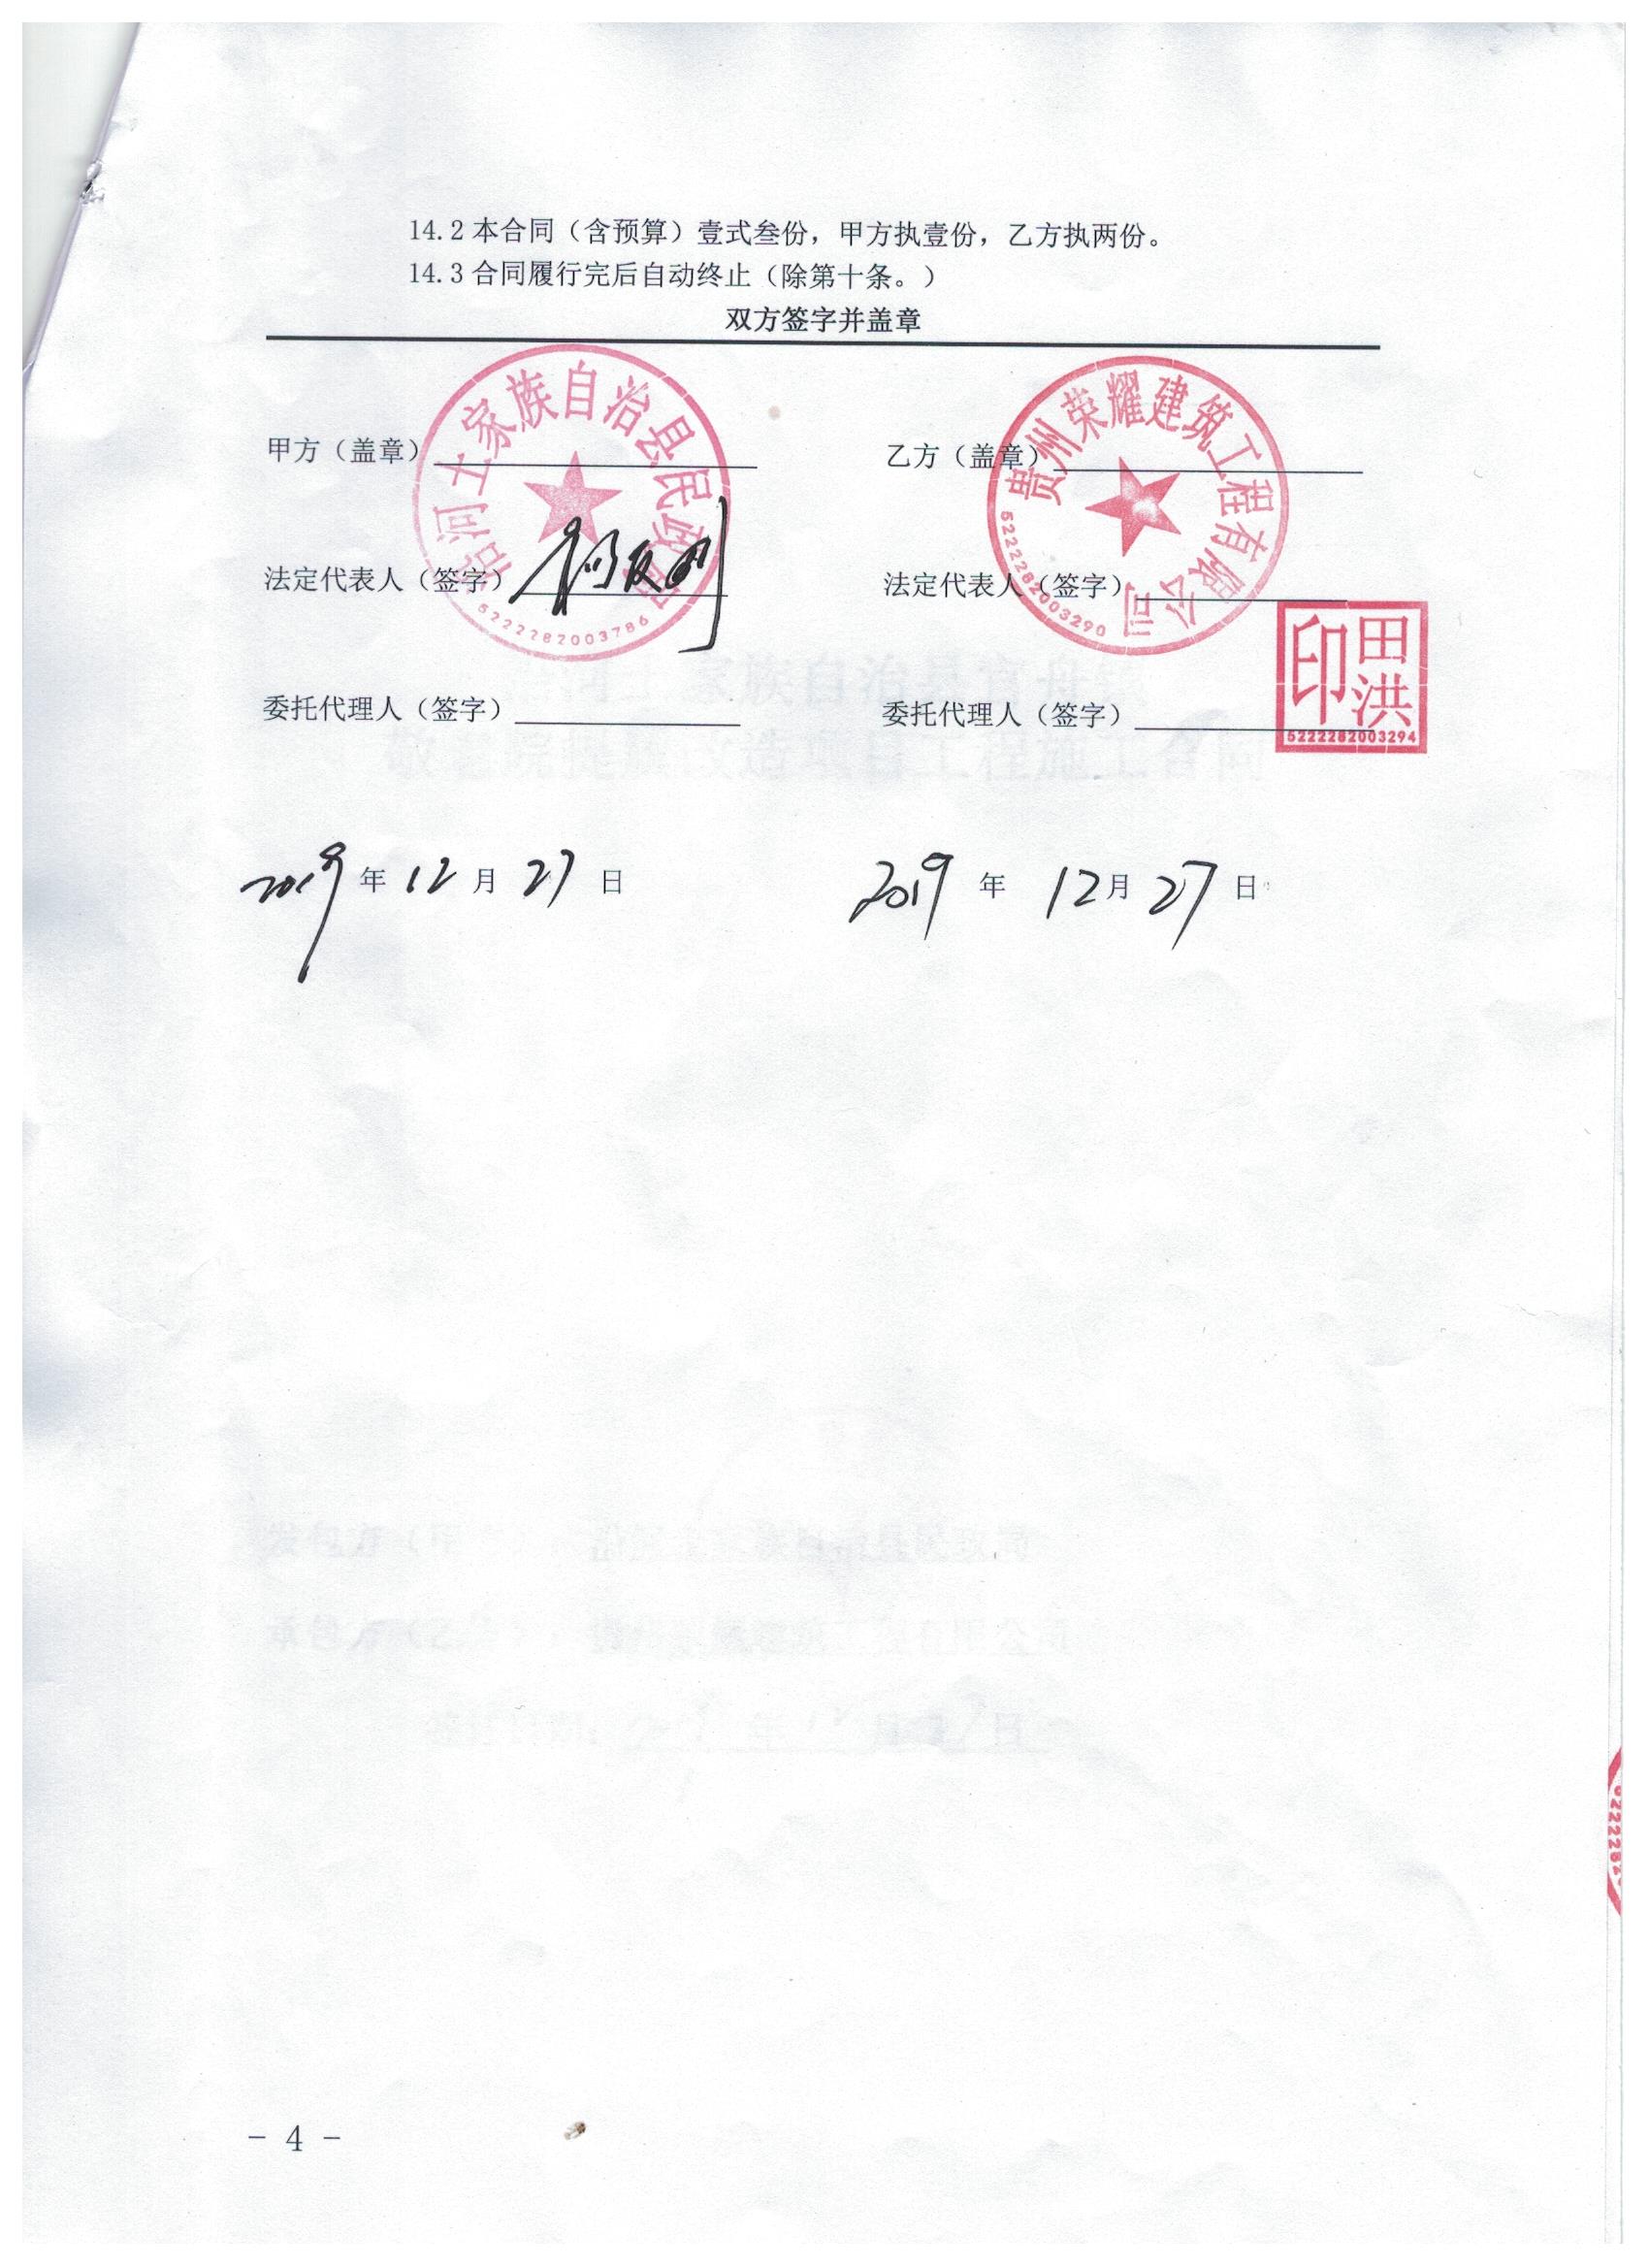 14.2 本合同（含预算）壹式叁份，甲方执壹份，乙方执两份。
14.3 合同履行完后自动终止（除第十条。）
双方签字并盖章
甲方（盖章）
沿河土家族自治县民政局
5222282003786
法定代表人（签字）
委托代理人（签字）
2019 年 12 月 27 日
乙方（盖章）
贵州荣耀建筑工程有限公司
5222282003290
法定代表人（签字）
田洪印
5222282003294
委托代理人（签字）
2019 年 12 月 27 日
- 4 -